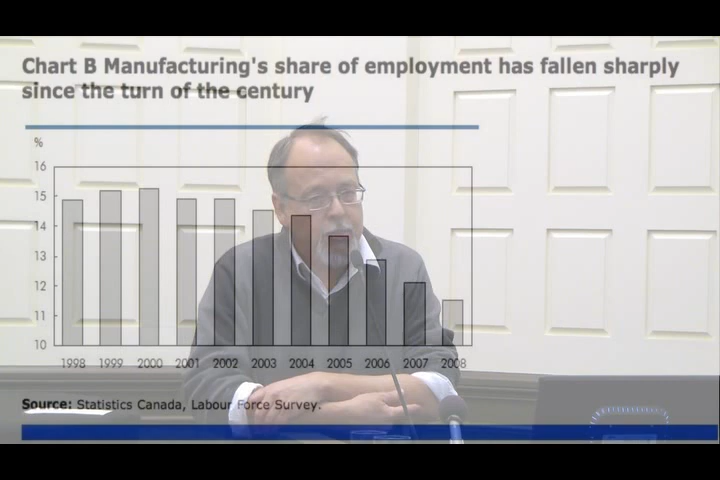 Chart B Manufacturing's share of employment has fallen sharply
since the turn of the century
%
16
15
14
13
12
11
10
1998 1999 2000 2001 2002 2003 2004 2005 2006 2007 2008
Source: Statistics Canada, Labour Force Survey.